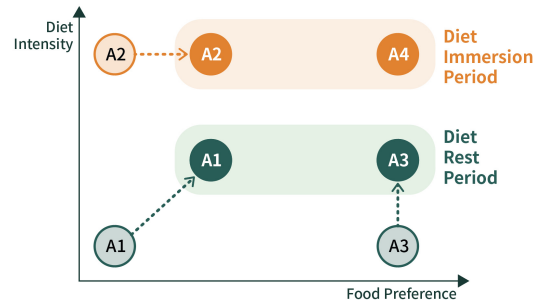 Diet
Intensity
A2
A2
A4
Diet
Immersion
Period
A1
A3
Diet
Rest
Period
A1
A3
Food Preference